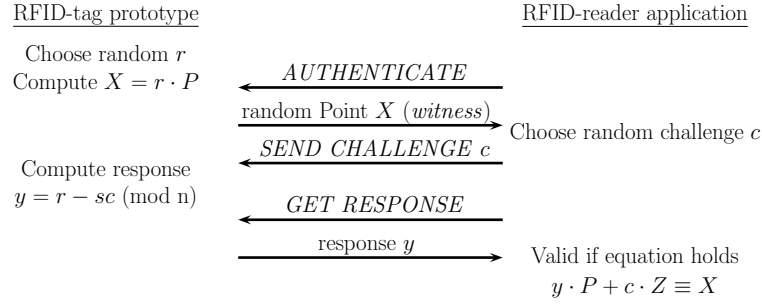 RFID-tag prototype
RFID-reader application
Choose random r
Compute X = r · P
AUTHENTICATE
random Point X (witness)
Choose random challenge c
SEND CHALLENGE c
Compute response
y = r − sc (mod n)
GET RESPONSE
response y
Valid if equation holds
y · P + c · Z ≡ X